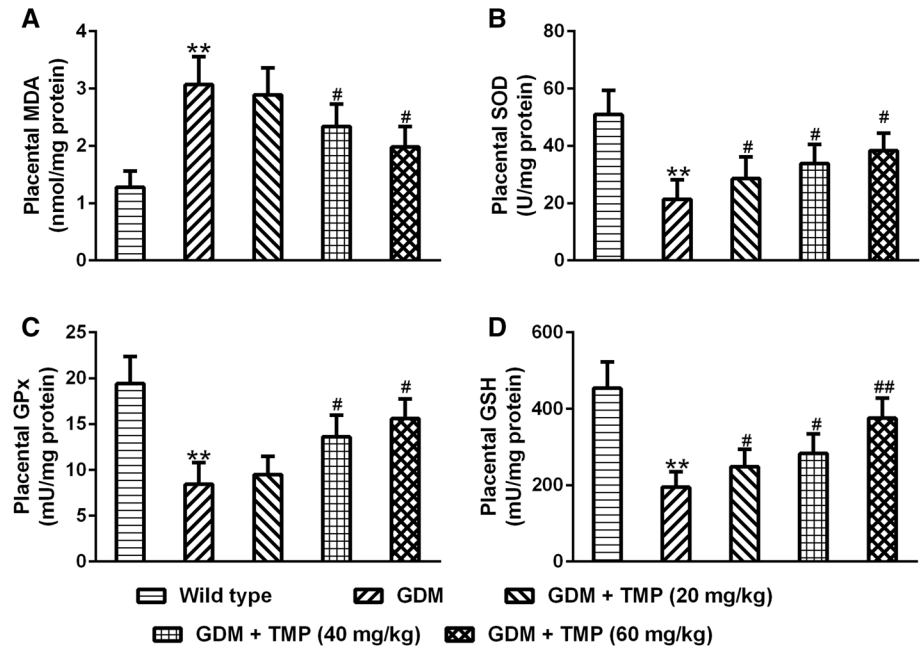 A
Placental MDA
(nmol/mg protein)
4
3
2
1
0
**
#
#
B
Placental SOD
(U/mg protein)
80
60
40
20
0
**
#
#
#
C
Placental GPx
(mU/mg protein)
25
20
15
10
5
0
**
#
#
D
Placental GSH
(mU/mg protein)
600
400
200
0
**
#
#
##
Wild type
GDM
GDM + TMP (20 mg/kg)
GDM + TMP (40 mg/kg)
GDM + TMP (60 mg/kg)